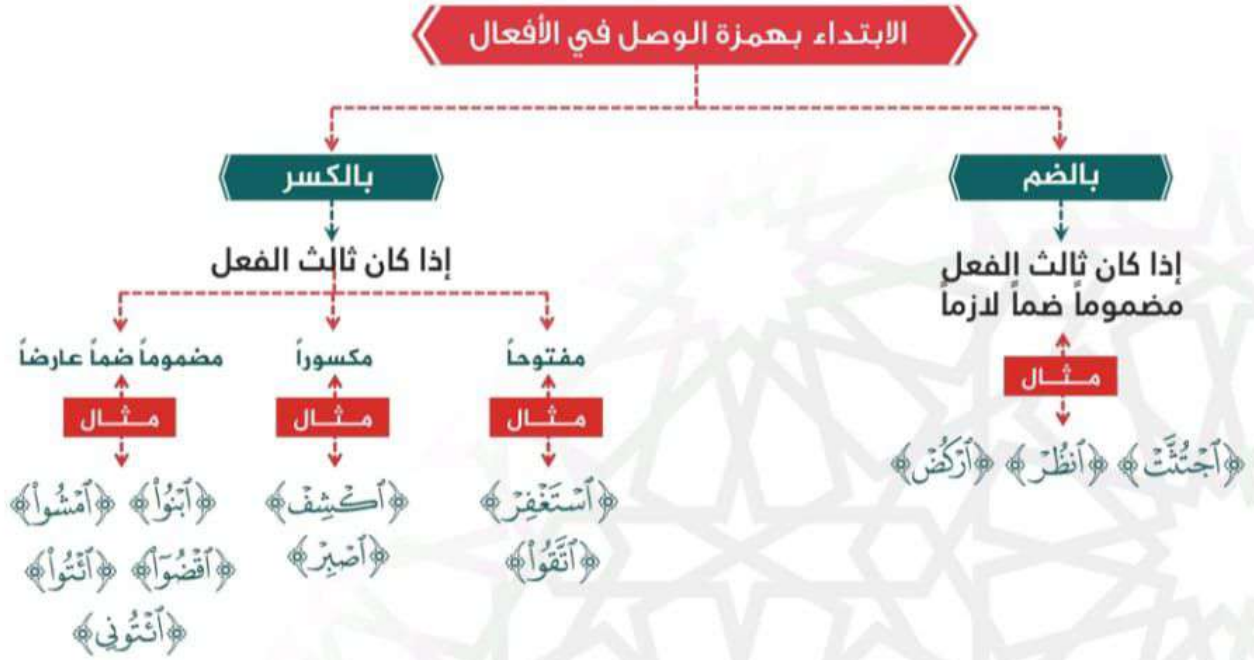 الابتداء بهمزة الوصل في الأفعال
بالضم
بالكسر
إذا كان ثالث الفعل
مضموماً ضماً لازماً
إذا كان ثالث الفعل
مفتوحاً
مكسوراً
مضموماً ضماً عارضاً
مثال
مثال
مثال
مثال
﴿ٱجۡتُثَّتۡ﴾ ﴿ٱنظُرۡ﴾ ﴿ٱرۡكُضۡ﴾
﴿ٱسۡتَغۡفِرۡ﴾
﴿ٱتَّقُواْ﴾
﴿ٱكۡشِفۡ﴾
﴿ٱصۡبِرۡ﴾
﴿ٱبۡنُواْ﴾ ﴿ٱمۡشُواْ﴾
﴿ٱقۡضُوٓاْ﴾ ﴿ٱئۡتُواْ﴾
﴿ٱئۡتُونِي﴾